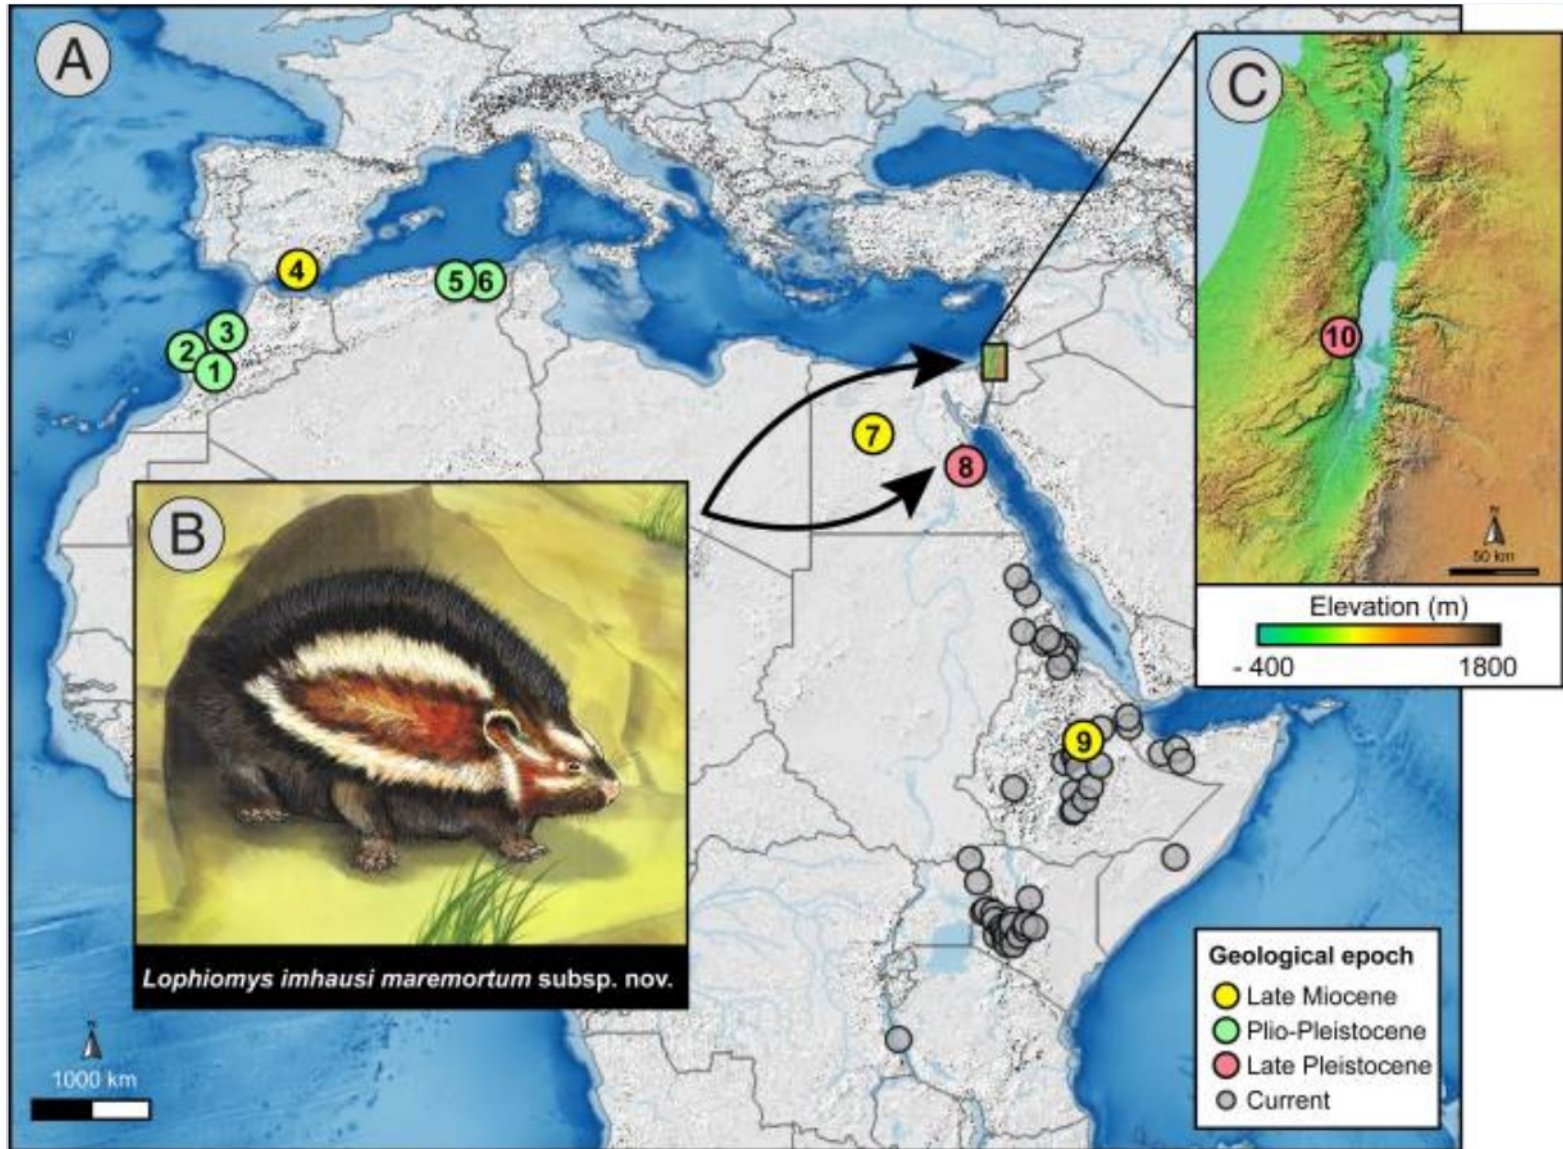 A
C
4
5
6
3
2
1
7
8
10
N
50 km
Elevation (m)
- 400
1800
B
9
Lophiomys imhausi maremortum subsp. nov.
Geological epoch
Late Miocene
Plio-Pleistocene
Late Pleistocene
Current
N
1000 km